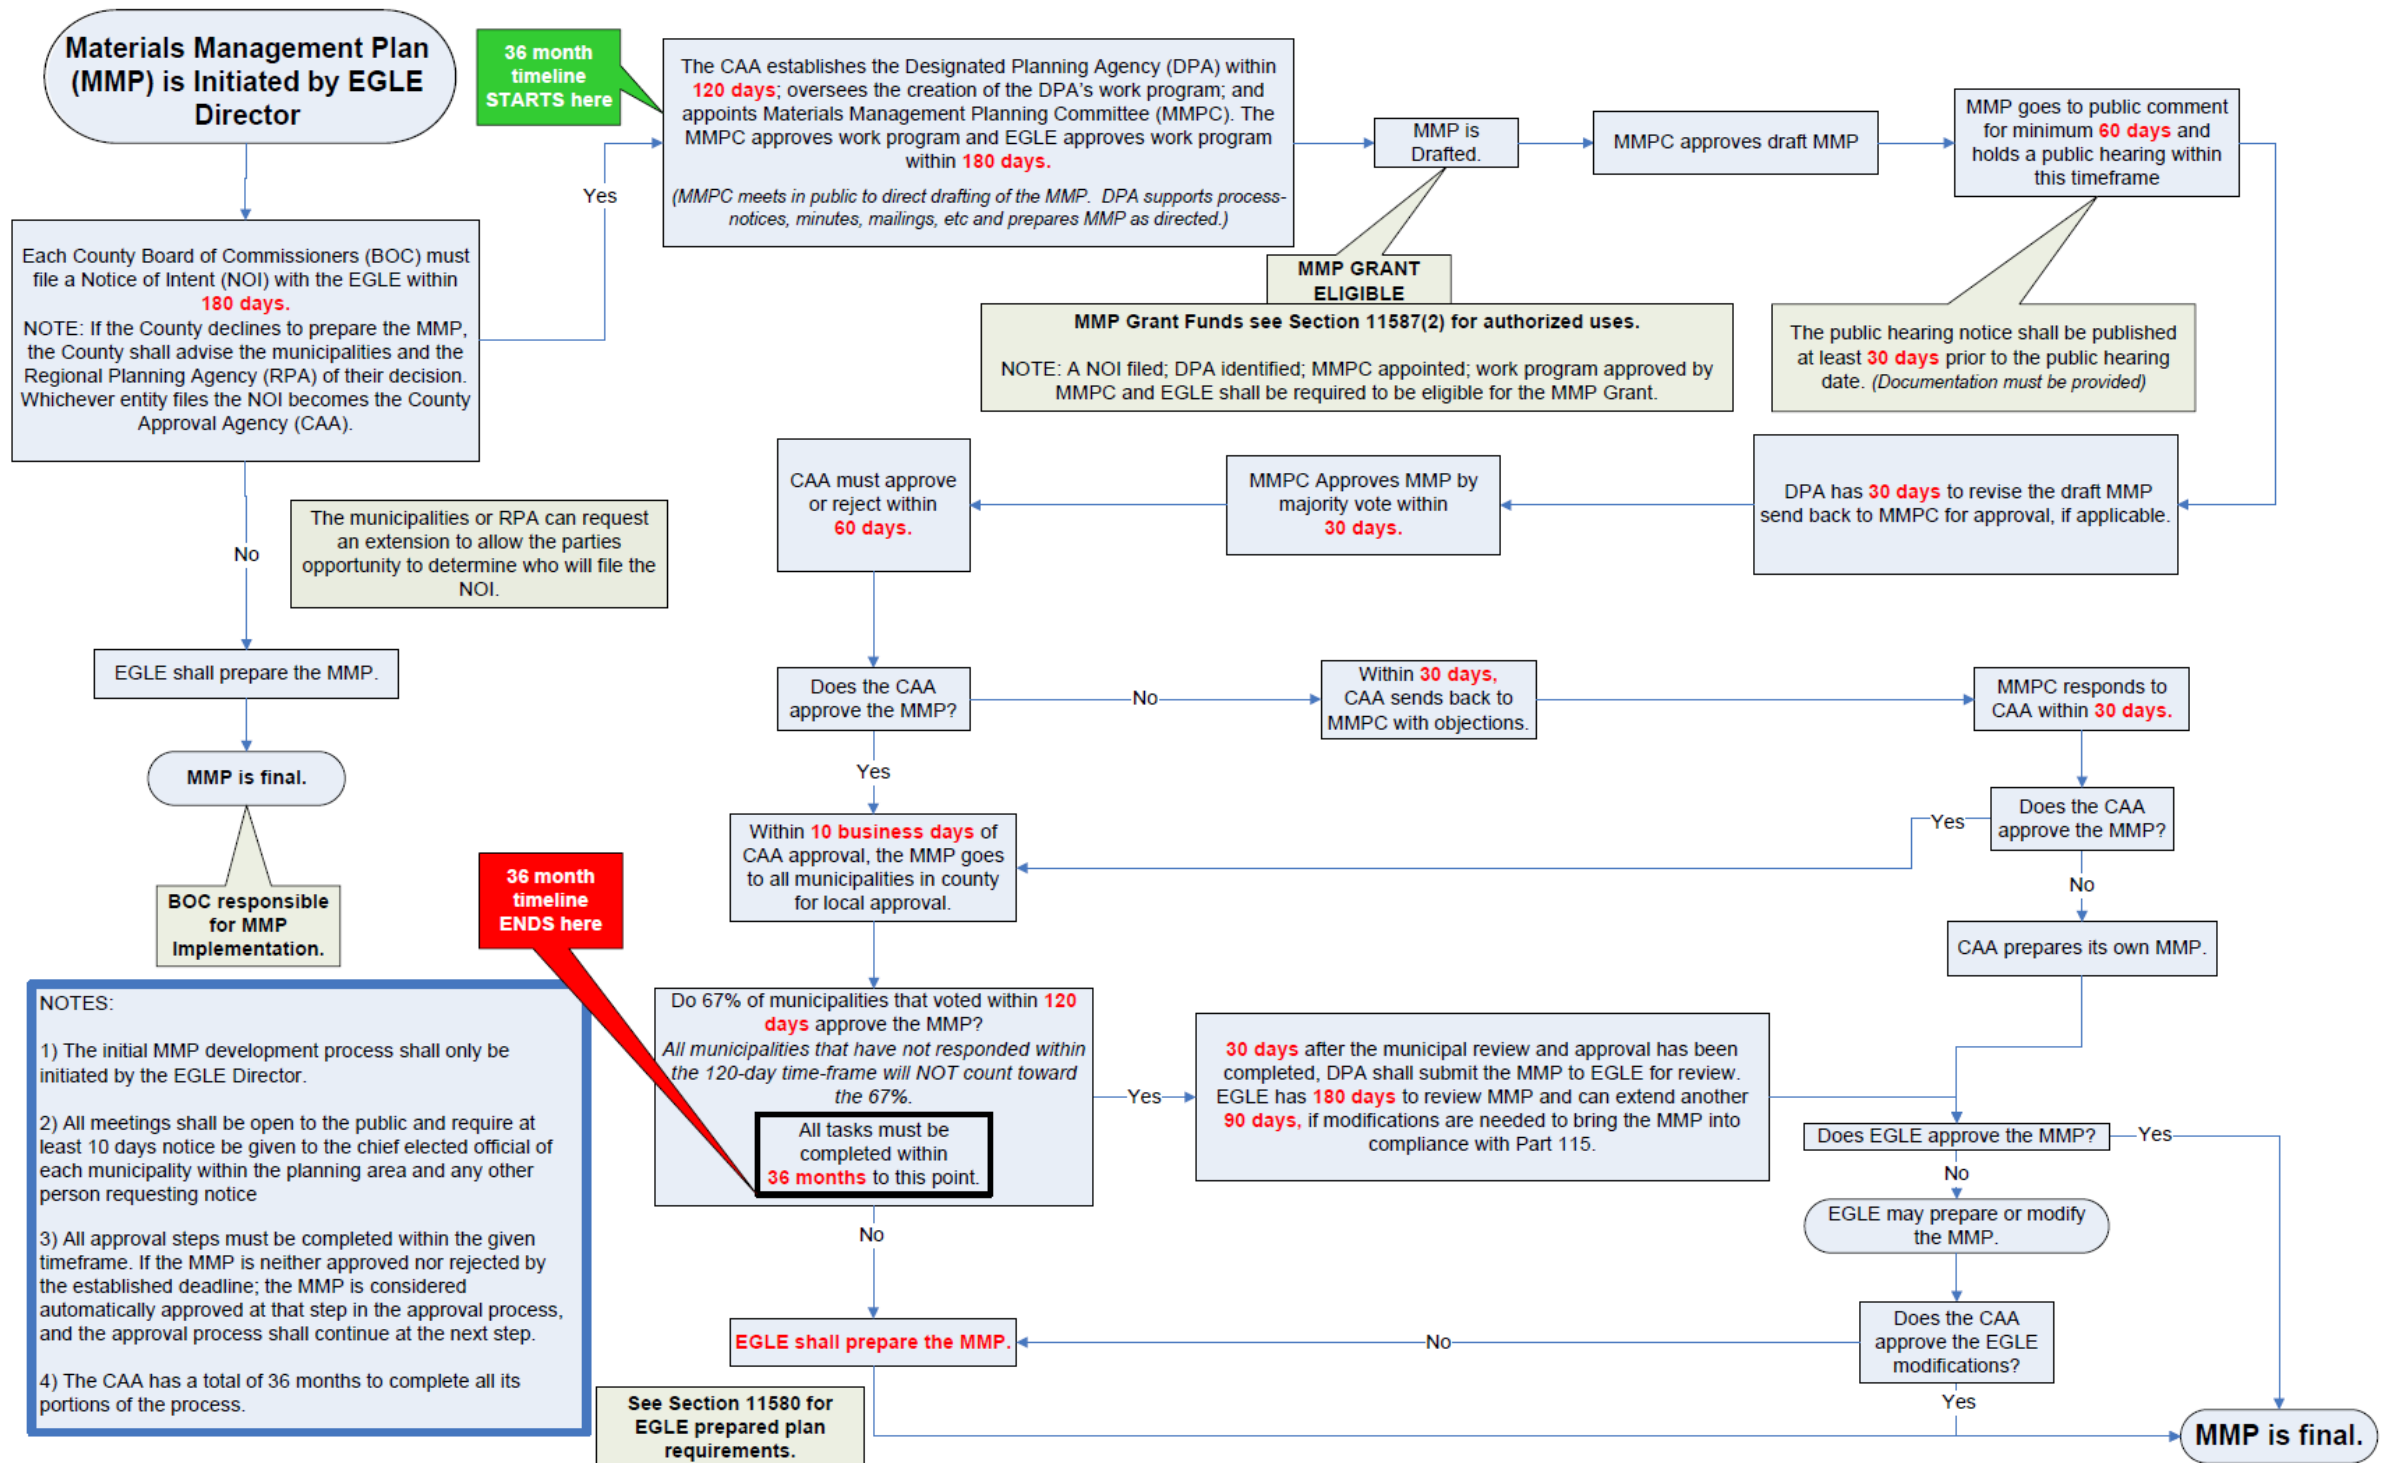 Materials Management Plan
(MMP) is Initiated by EGLE
Director
36 month
timeline
STARTS here
The CAA establishes the Designated Planning Agency (DPA) within
120 days; oversees the creation of the DPA's work program; and
appoints Materials Management Planning Committee (MMPC). The
MMPC approves work program and EGLE approves work program
within 180 days.
(MMPC meets in public to direct drafting of the MMP. DPA supports process-
notices, minutes, mailings, etc and prepares MMP as directed.)
MMP is
Drafted.
MMPC approves draft MMP
MMP goes to public comment
for minimum 60 days and
holds a public hearing within
this timeframe
Yes
Each County Board of Commissioners (BOC) must
file a Notice of Intent (NOI) with the EGLE within
180 days.
NOTE: If the County declines to prepare the MMP,
the County shall advise the municipalities and the
Regional Planning Agency (RPA) of their decision.
Whichever entity files the NOI becomes the County
Approval Agency (CAA).
MMP GRANT
ELIGIBLE
MMP Grant Funds see Section 11587(2) for authorized uses.
NOTE: A NOI filed; DPA identified; MMPC appointed; work program approved by
MMPC and EGLE shall be required to be eligible for the MMP Grant.
The public hearing notice shall be published
at least 30 days prior to the public hearing
date. (Documentation must be provided)
CAA must approve
or reject within
60 days.
MMPC Approves MMP by
majority vote within
30 days.
DPA has 30 days to revise the draft MMP
send back to MMPC for approval, if applicable.
No
The municipalities or RPA can request
an extension to allow the parties
opportunity to determine who will file the
NOI.
EGLE shall prepare the MMP.
MMP is final.
BOC responsible
for MMP
Implementation.
Does the CAA
approve the MMP?
No
Within 30 days,
CAA sends back to
MMPC with objections.
MMPC responds to
CAA within 30 days.
Yes
Does the CAA
approve the MMP?
Yes
No
Within 10 business days of
CAA approval, the MMP goes
to all municipalities in county
for local approval.
36 month
timeline
ENDS here
CAA prepares its own MMP.
NOTES:
1) The initial MMP development process shall only be
initiated by the EGLE Director.
2) All meetings shall be open to the public and require at
least 10 days notice be given to the chief elected official of
each municipality within the planning area and any other
person requesting notice
3) All approval steps must be completed within the given
timeframe. If the MMP is neither approved nor rejected by
the established deadline; the MMP is considered
automatically approved at that step in the approval process,
and the approval process shall continue at the next step.
4) The CAA has a total of 36 months to complete all its
portions of the process.
Do 67% of municipalities that voted within 120
days approve the MMP?
All municipalities that have not responded within
the 120-day time-frame will NOT count toward
the 67%.
All tasks must be
completed within
36 months to this point.
Yes
30 days after the municipal review and approval has been
completed, DPA shall submit the MMP to EGLE for review.
EGLE has 180 days to review MMP and can extend another
90 days, if modifications are needed to bring the MMP into
compliance with Part 115.
Does EGLE approve the MMP?
Yes
No
EGLE may prepare or modify
the MMP.
No
EGLE shall prepare the MMP.
No
Does the CAA
approve the EGLE
modifications?
Yes
See Section 11580 for
EGLE prepared plan
requirements.
MMP is final.